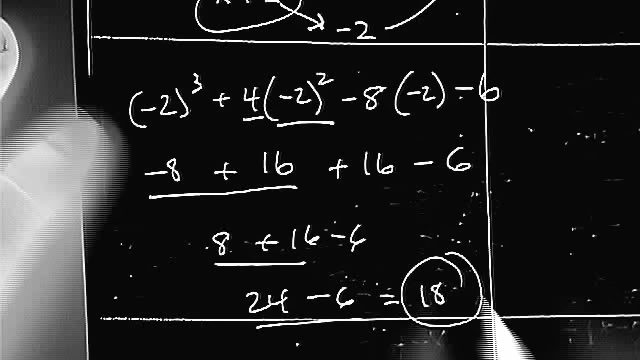 -2
(-2)³ + 4(-2)² - 8(-2) - 6
-8 + 16 + 16 - 6
8 + 16 - 6
24 - 6 = 18